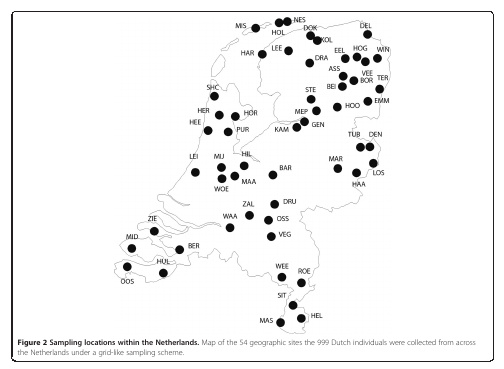 MIS NES
HOL
DOK DEL
KOL
HAR LEE
EEL HOG WIN
DRA
ASS VEE
BOR
BEI TER
SHC STE
EMM
HER HOR MEP HOO
HEE PUR KAM GEN
TUB DEN
LEI MIJ HIL
MAR
BAR LOS
MAA
WOE HAA
ZAL DRU
ZIE WAA OSS
MID VEG
BER
HUL WEE
ROE
OOS
SIT
MAS HEL
Figure 2 Sampling locations within the Netherlands. Map of the 54 geographic sites the 999 Dutch individuals were collected from across
the Netherlands under a grid-like sampling scheme.